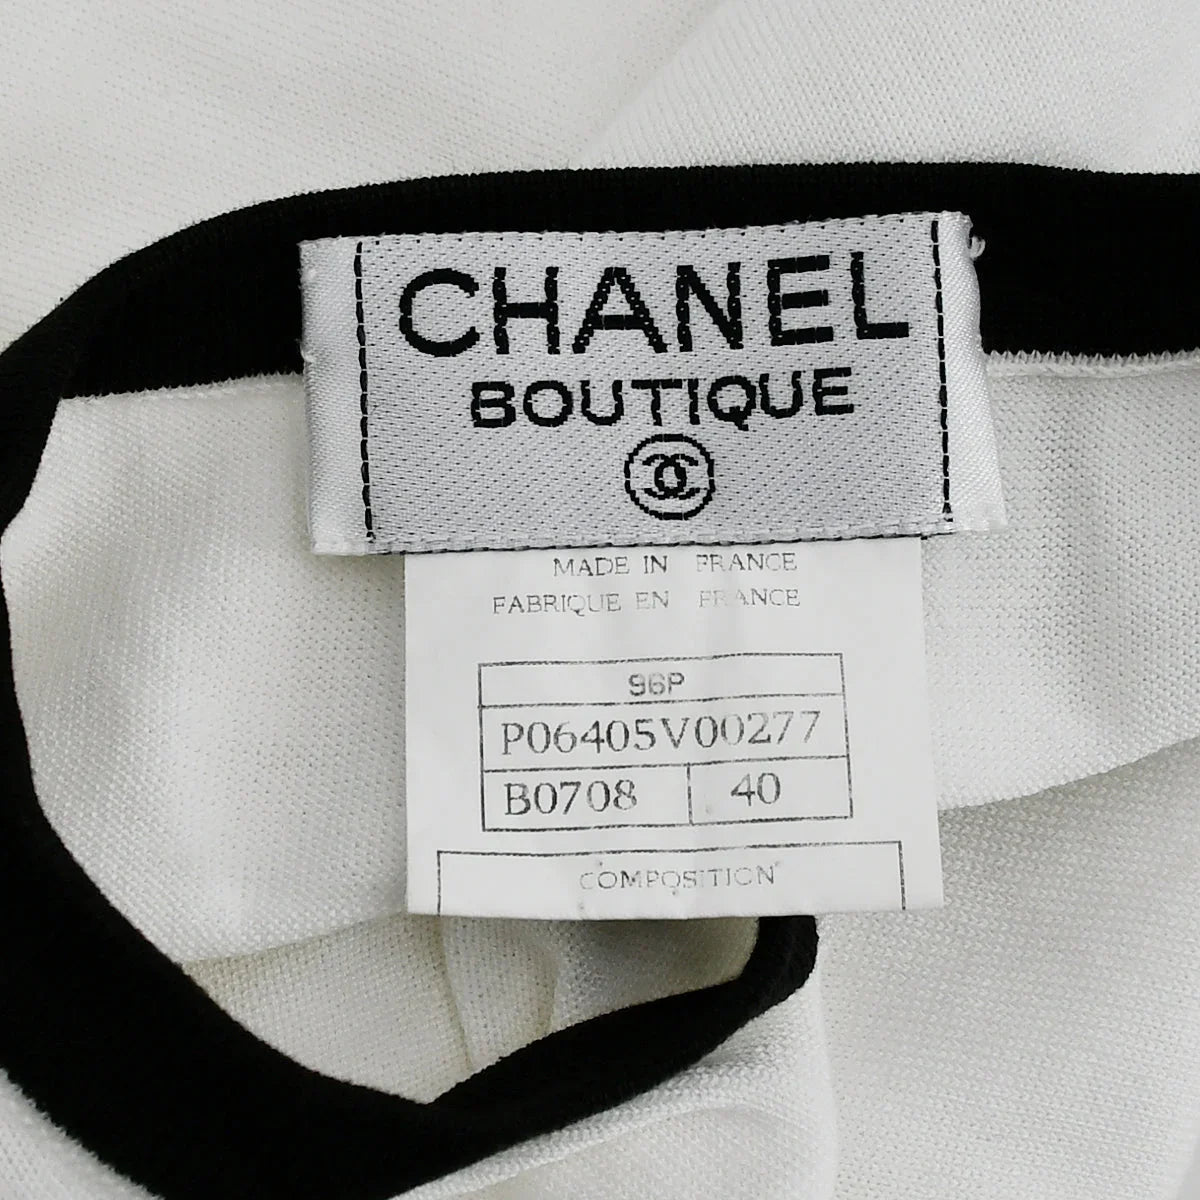 CHANEL
BOUTIQUE
MADE IN FRANCE
FABRIQUE EN FRANCE
96P
P06405V00277
B0708 40
COMPOSITION